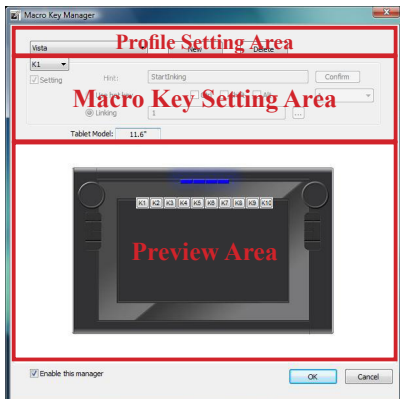 Macro Key Manager
Profile Setting Area
Vista New Delete
K1
Setting Hint: StartInking Confirm
Macro Key Setting Area
Linking 1 ...
Tablet Model: 11.6"
K1 K2 K3 K4 K5 K6 K7 K8 K9 K10
Preview Area
Enable this manager OK Cancel